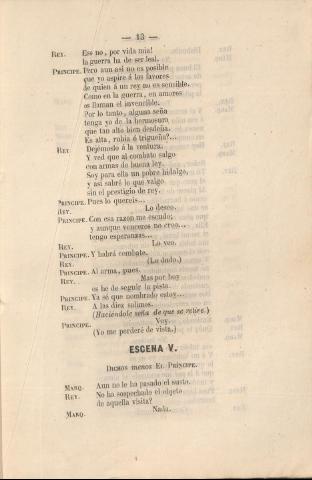 — 13 —
REY. Eso no, por vida mia!
la guerra ha de ser leal.
PRINCIPE. Pero aun asi no es posible
que yo aspire á los favores
de quien á un rey no es sensible.
Como en la guerra, en amores
os llaman el invencible.
Por lo tanto, alguna seña
tenga yo de la hermosura
que tan alto bien desdeña.
Es alta, rubia ó trigueña?...
REY. Dejémoslo á la ventura.
Y ved que al combate salgo
con armas de buena ley.
Soy para ella un pobre hidalgo,
y asi sabré lo que valgo
sin el prestigio de rey.
PRINCIPE. Pues lo quereis...
REY. Lo deseo.
PRINCIPE. Con esa razon me escudo;
y aunque venceros no creo...
tengo esperanzas...
REY. Lo veo.
PRINCIPE. Y habrá combate.
REY. (Lo dudo.)
PRINCIPE. Al arma, pues.
REY. Mas por hoy
os he de seguir la pista.
PRINCIPE. Ya sé que nombrado estoy...
REY. A las diez salimos.
(Haciéndole seña de que se retire.)
PRINCIPE. Voy.
(Yo me perderé de vista.)
ESCENA V.
DICHOS menos EL PRÍNCIPE.
MARQ. Aun no le ha pasado el susto.
REY. No ha sospechado el objeto
de aquella visita?
MARQ. Nada.